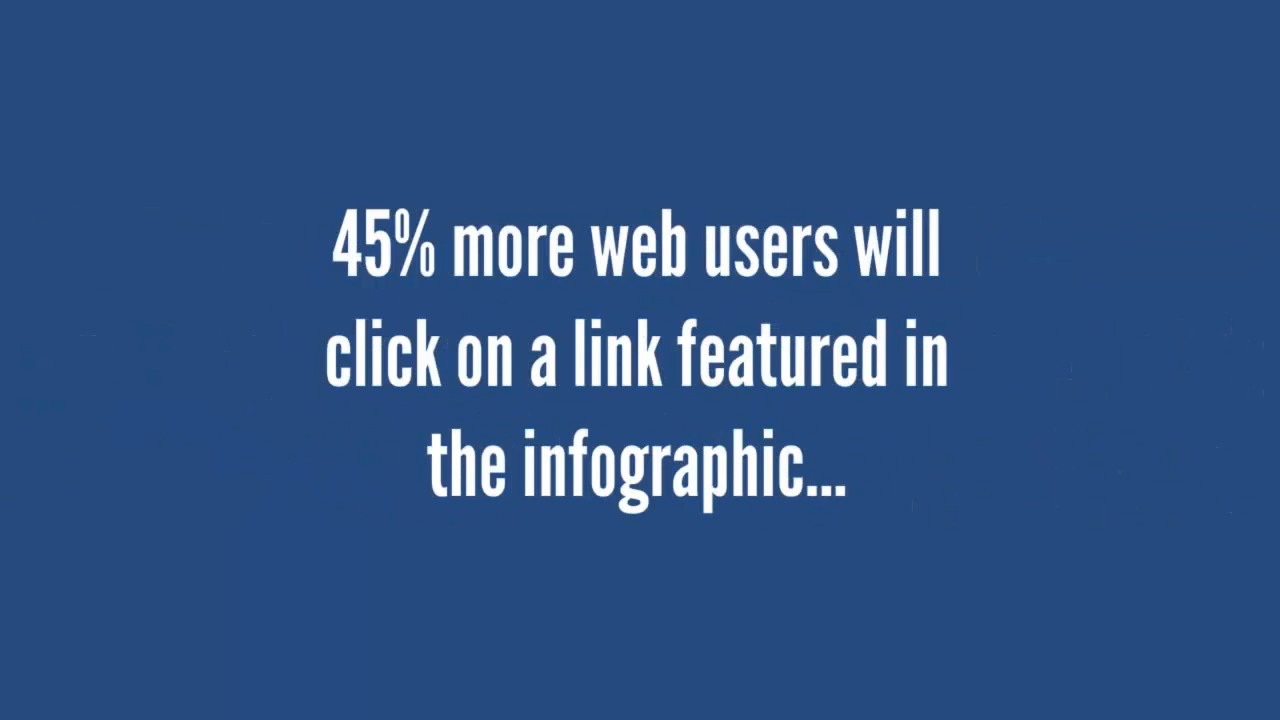 45% more web users will
click on a link featured in
the infographic...